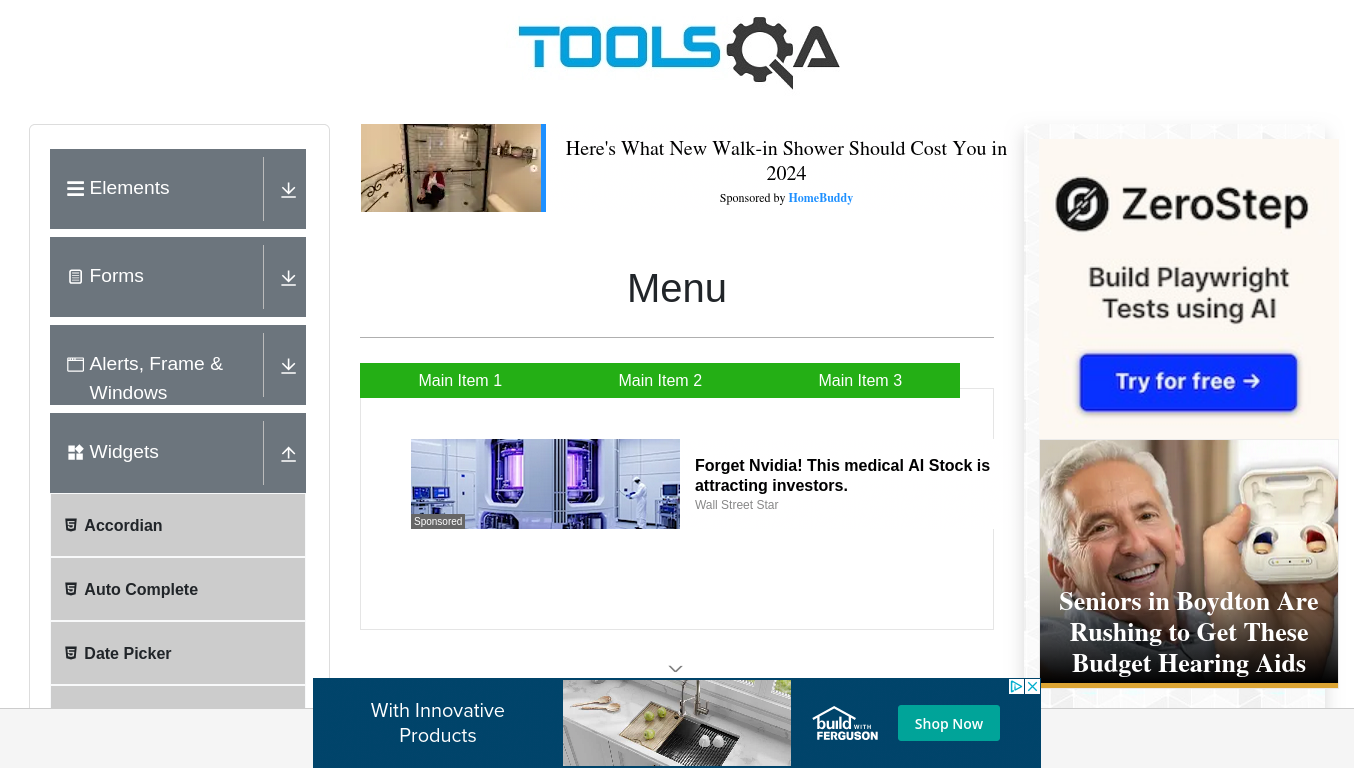 TOOLSQA
Elements
Forms
Alerts, Frame &
Windows
Widgets
Accordian
Auto Complete
Date Picker
Here's What New Walk-in Shower Should Cost You in
2024
Sponsored by HomeBuddy
Menu
Main Item 1
Main Item 2
Main Item 3
Sponsored
Forget Nvidia! This medical AI Stock is
attracting investors.
Wall Street Star
ZeroStep
Build Playwright
Tests using AI
Try for free →
Seniors in Boydton Are
Rushing to Get These
Budget Hearing Aids
With Innovative
Products
build WITH
FERGUSON
Shop Now